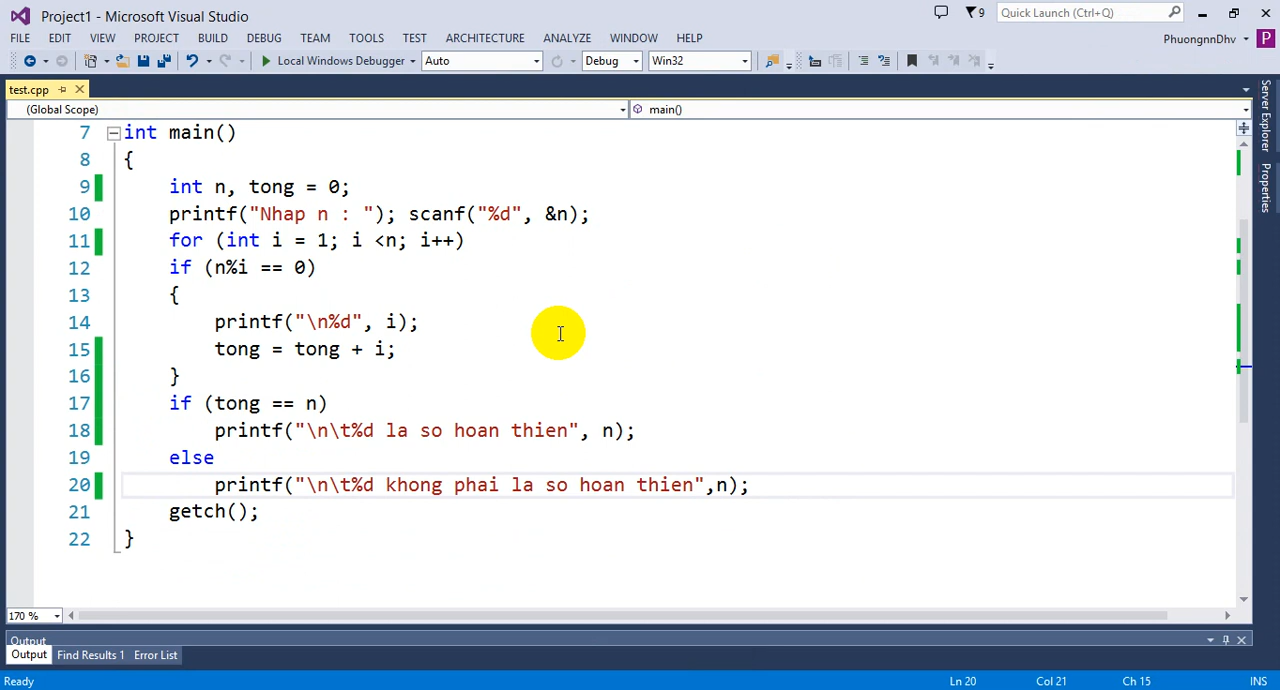 Project1 - Microsoft Visual Studio
9
Quick Launch (Ctrl+Q)
FILE EDIT VIEW PROJECT BUILD DEBUG TEAM TOOLS TEST ARCHITECTURE ANALYZE WINDOW HELP
PhuongnnDhv
P
Local Windows Debugger
Auto
Debug
Win32
test.cpp
(Global Scope)
main()
Server Explorer
Properties
7 int main()
8 {
9 int n, tong = 0;
10 printf("Nhap n : "); scanf("%d", &n);
11 for (int i = 1; i <n; i++)
12 if (n%i == 0)
13 {
14 printf("\n%d", i);
15 tong = tong + i;
16 }
17 if (tong == n)
18 printf("\n\t%d la so hoan thien", n);
19 else
20 printf("\n\t%d khong phai la so hoan thien",n);
21 getch();
22 }
170 %
Output
Output Find Results 1 Error List
Ready
Ln 20 Col 21 Ch 15 INS